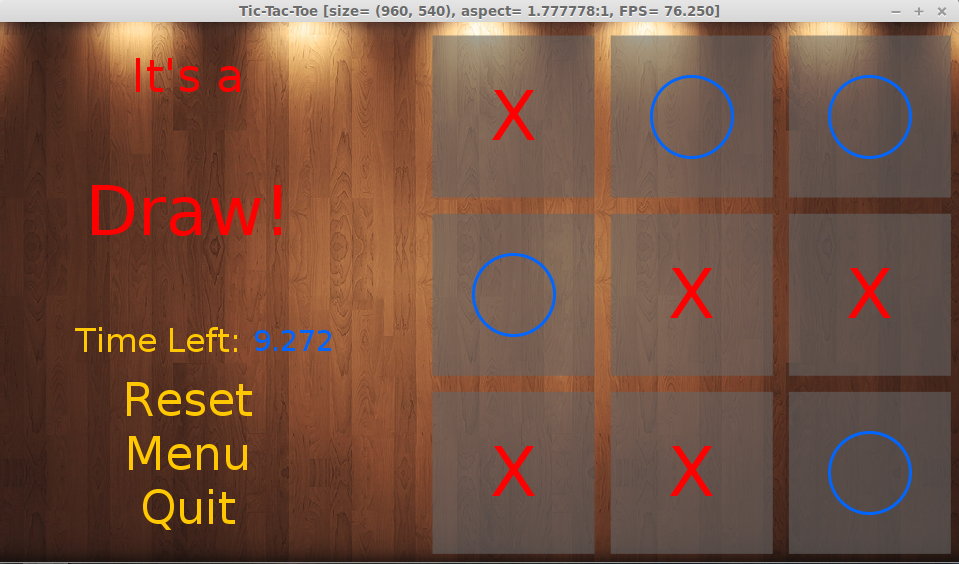 Tic-Tac-Toe [size= (960, 540), aspect= 1.777778:1, FPS= 76.250]
It's a
Draw!
Time Left: 9.272
Reset
Menu
Quit
X O O
O X X
X X O